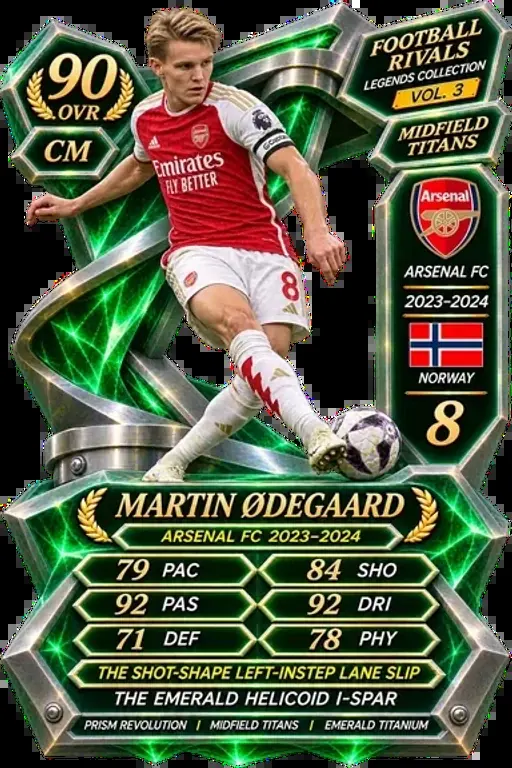 90
OVR
CM
FOOTBALL
RIVALS
LEGENDS COLLECTION
VOL. 3
MIDFIELD
TITANS
Emirates
FLY BETTER
8
Arsenal
ARSENAL FC
2023–2024
NORWAY
8
MARTIN ØDEGAARD
ARSENAL FC 2023–2024
79 PAC
84 SHO
92 PAS
92 DRI
71 DEF
78 PHY
THE SHOT-SHAPE LEFT-INSTEP LANE SLIP
THE EMERALD HELICOID I-SPAR
PRISM REVOLUTION | MIDFIELD TITANS | EMERALD TITANIUM